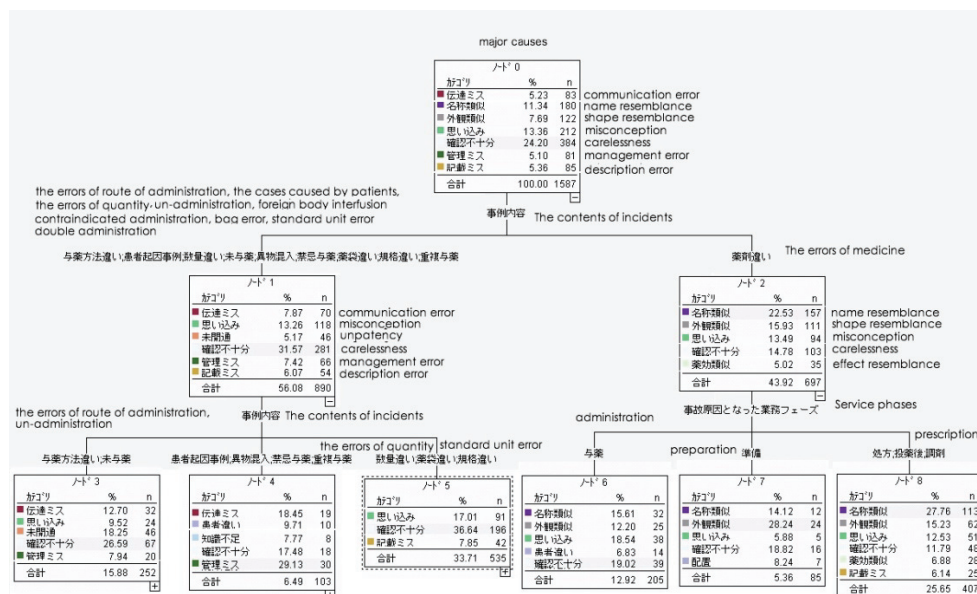 major causes
ﾉｰﾄﾞ 0
ｶﾃｺﾞﾘ % n
伝達ミス 5.23 83 communication error
名称類似 11.34 180 name resemblance
外観類似 7.69 122 shape resemblance
思い込み 13.36 212 misconception
確認不十分 24.20 384 carelessness
管理ミス 5.10 81 management error
記載ミス 5.36 85 description error
合計 100.00 1587
the errors of route of administration, the cases caused by patients,
the errors of quantity, un-administration, foreign body interfusion
contraindicated administration, bag error, standard unit error
double administration
事例内容 The contents of incidents
与薬方法違い;患者起因事例;数量違い;未与薬;異物混入;禁忌与薬;薬袋違い;規格違い;重複与薬
薬剤違い The errors of medicine
ﾉｰﾄﾞ 1
ｶﾃｺﾞﾘ % n
伝達ミス 7.87 70 communication error
思い込み 13.26 118 misconception
未開通 5.17 46 unpatency
確認不十分 31.57 281 carelessness
管理ミス 7.42 66 management error
記載ミス 6.07 54 description error
合計 56.08 890
ﾉｰﾄﾞ 2
ｶﾃｺﾞﾘ % n
名称類似 22.53 157 name resemblance
外観類似 15.93 111 shape resemblance
思い込み 13.49 94 misconception
確認不十分 14.78 103 carelessness
薬効類似 5.02 35 effect resemblance
合計 43.92 697
事例内容 The contents of incidents
事故原因となった業務フェーズ Service phases
the errors of route of administration,
un-administration
the errors of quantity standard unit error
administration
preparation
prescription
与薬方法違い;未与薬
患者起因事例;異物混入;禁忌与薬;重複与薬
数量違い;薬袋違い;規格違い
与薬
準備
処方;投薬後;調剤
ﾉｰﾄﾞ 3
ｶﾃｺﾞﾘ % n
伝達ミス 12.70 32
思い込み 9.52 24
未開通 18.25 46
確認不十分 26.59 67
管理ミス 7.94 20
合計 15.88 252
ﾉｰﾄﾞ 4
ｶﾃｺﾞﾘ % n
伝達ミス 18.45 19
患者違い 9.71 10
知識不足 7.77 8
確認不十分 17.48 18
管理ミス 29.13 30
合計 6.49 103
ﾉｰﾄﾞ 5
ｶﾃｺﾞﾘ % n
思い込み 17.01 91
確認不十分 36.64 196
記載ミス 7.85 42
合計 33.71 535
ﾉｰﾄﾞ 6
ｶﾃｺﾞﾘ % n
名称類似 15.61 32
外観類似 12.20 25
思い込み 18.54 38
患者違い 6.83 14
確認不十分 19.02 39
合計 12.92 205
ﾉｰﾄﾞ 7
ｶﾃｺﾞﾘ % n
名称類似 14.12 12
外観類似 28.24 24
思い込み 5.88 5
確認不十分 18.82 16
配置 8.24 7
合計 5.36 85
ﾉｰﾄﾞ 8
ｶﾃｺﾞﾘ % n
名称類似 27.76 113
外観類似 15.23 62
思い込み 12.53 51
確認不十分 11.79 48
薬効類似 6.88 28
記載ミス 6.14 25
合計 25.65 407